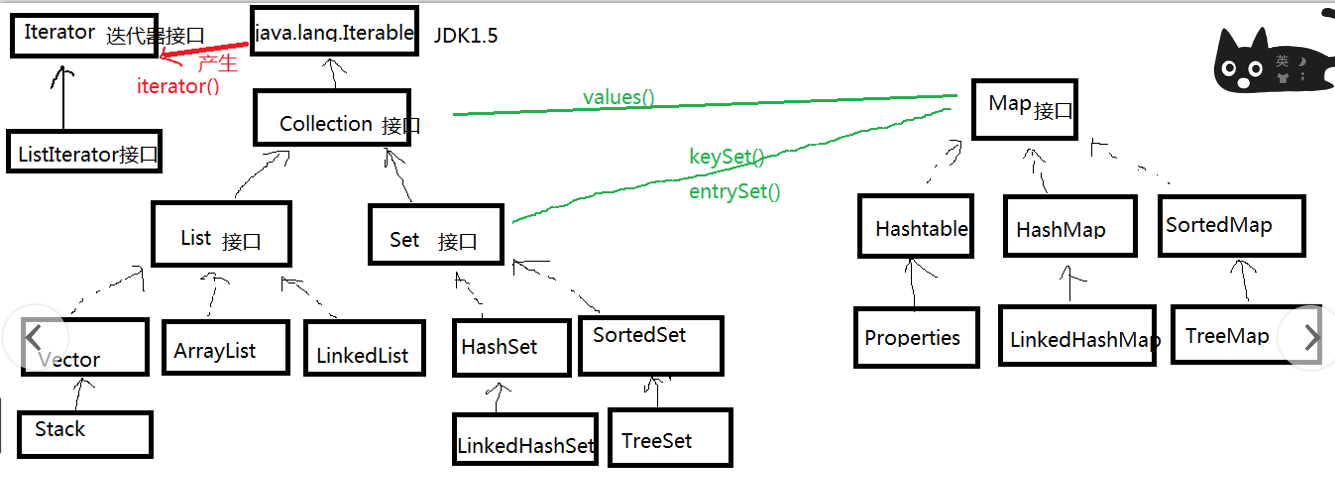 Iterator 迭代器接口
java.lang.Iterable
JDK1.5
产生
iterator()
Collection 接口
ListIterator接口
values()
Map 接口
keySet()
entrySet()
List 接口
Set 接口
Hashtable
HashMap
SortedMap
Vector
ArrayList
LinkedList
HashSet
SortedSet
Properties
LinkedHashMap
TreeMap
Stack
LinkedHashSet
TreeSet
英